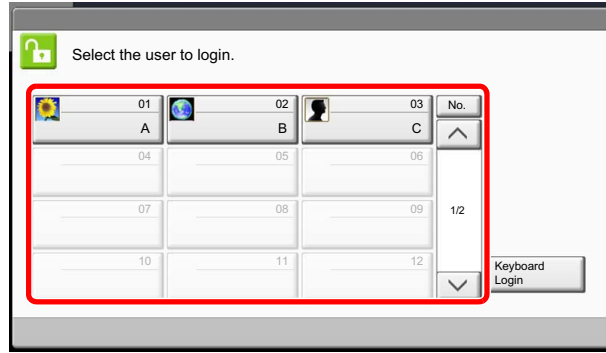 Select the user to login.
01 02 03 No.
A B C
04 05 06
07 08 09 1/2
10 11 12
Keyboard
Login